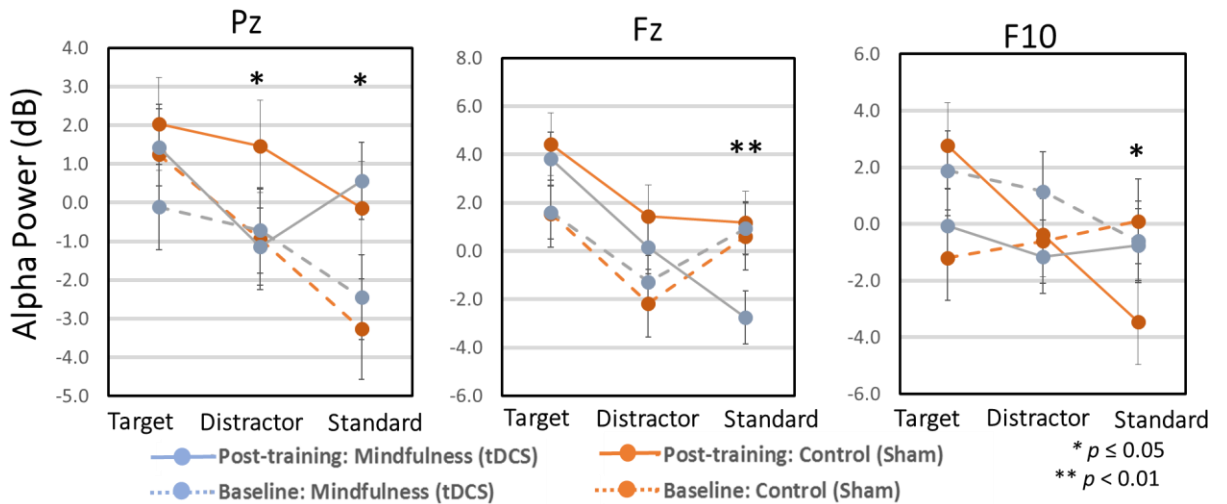 Pz
Fz
F10
Alpha Power (dB)
4.0
3.0
2.0
1.0
0.0
-1.0
-2.0
-3.0
-4.0
-5.0
* *
8.0
6.0
4.0
2.0
0.0
-2.0
-4.0
-6.0
**
6.0
4.0
2.0
0.0
-2.0
-4.0
-6.0
*
Target Distractor Standard
Target Distractor Standard
Target Distractor Standard
Post-training: Mindfulness (tDCS)
Post-training: Control (Sham)
Baseline: Mindfulness (tDCS)
Baseline: Control (Sham)
* p ≤ 0.05
** p < 0.01